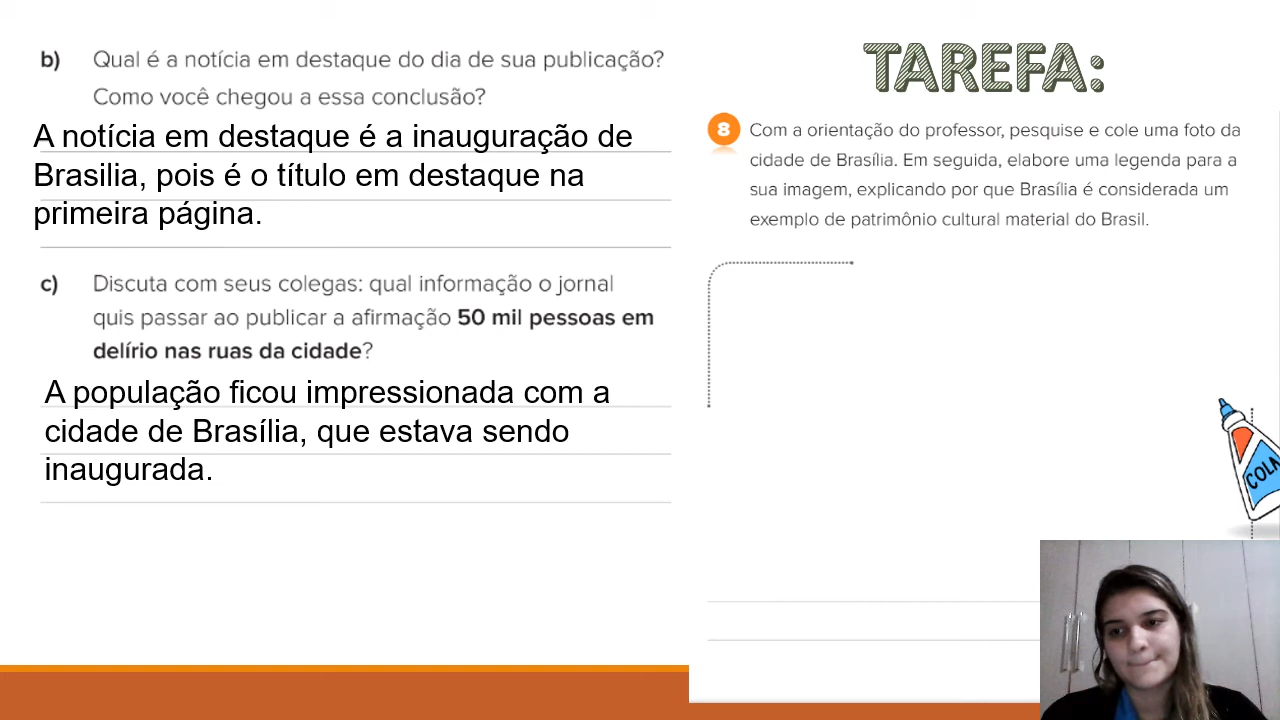 b) Qual é a notícia em destaque do dia de sua publicação?
Como você chegou a essa conclusão?
A notícia em destaque é a inauguração de
Brasilia, pois é o título em destaque na
primeira página.
c) Discuta com seus colegas: qual informação o jornal
quis passar ao publicar a afirmação 50 mil pessoas em
delírio nas ruas da cidade?
A população ficou impressionada com a
cidade de Brasília, que estava sendo
inaugurada.
TAREFA:
8 Com a orientação do professor, pesquise e cole uma foto da
cidade de Brasília. Em seguida, elabore uma legenda para a
sua imagem, explicando por que Brasília é considerada um
exemplo de patrimônio cultural material do Brasil.
COLA